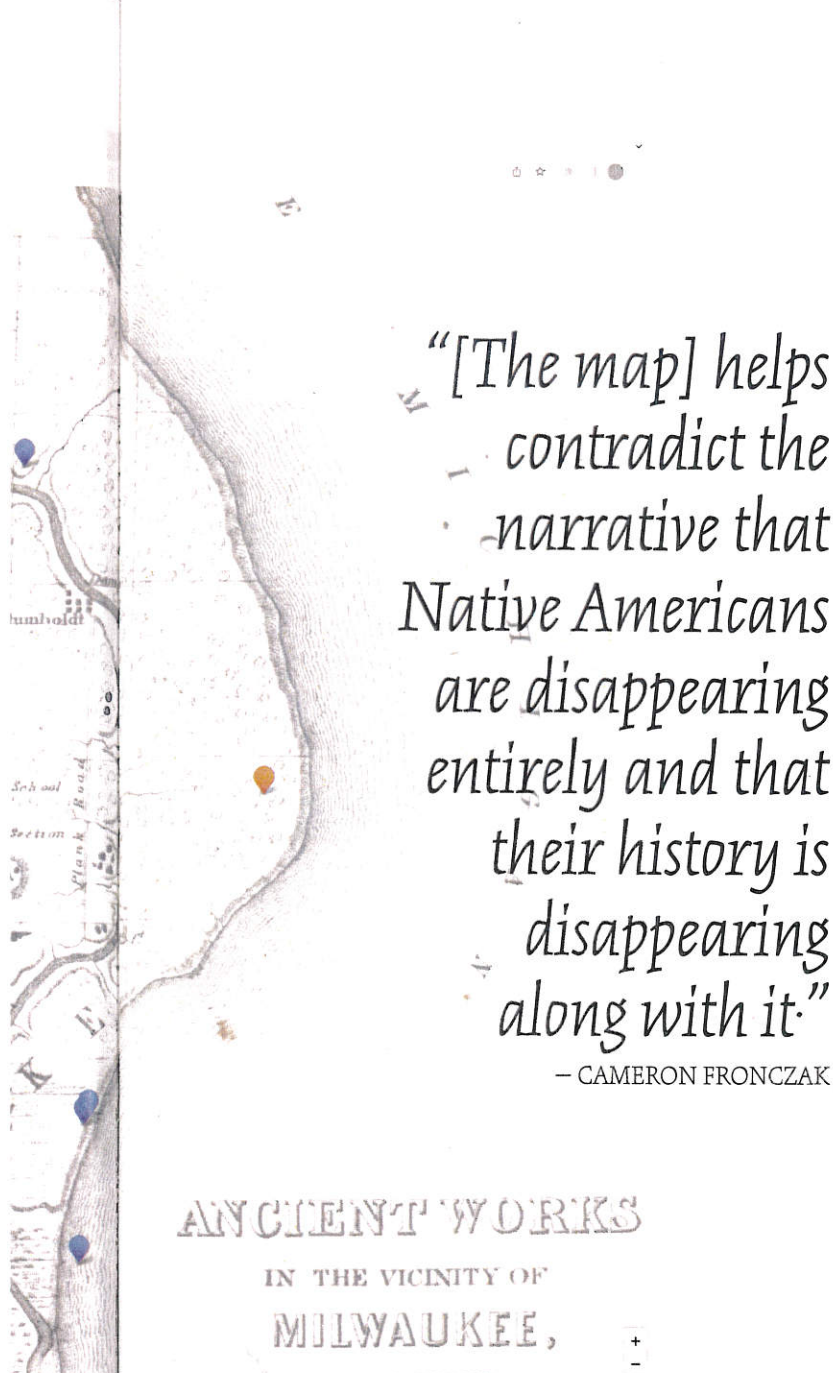 "[The map] helps
contradict the
narrative that
Native Americans
are disappearing
entirely and that
their history is
disappearing
along with it."
– CAMERON FRONCZAK
E
M
I
umboldt
School
Section
Plank Road
K
E
ANCIENT WORKS
IN THE VICINITY OF
MILWAUKEE,
+
–